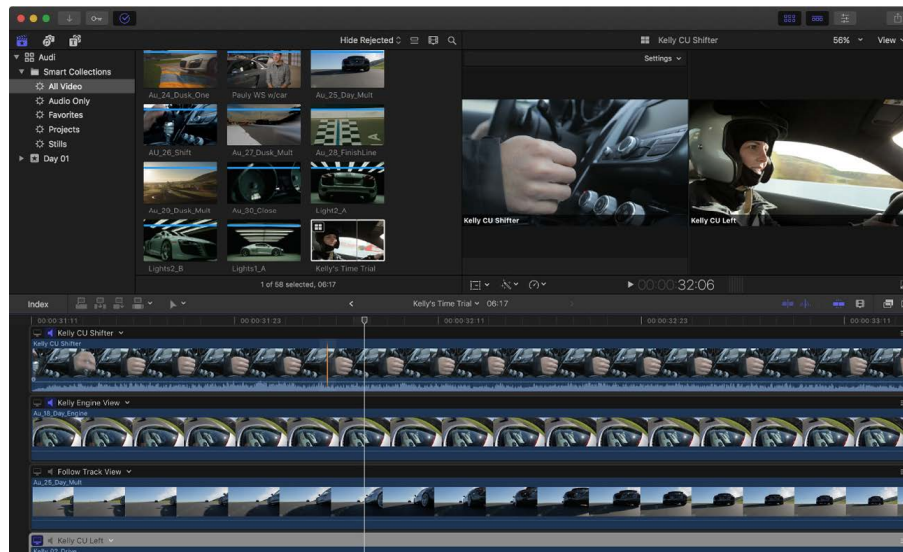 Hide Rejected
Kelly CU Shifter
56%
View
Audi
Smart Collections
All Video
Audio Only
Favorites
Projects
Stills
Day 01
Au_24_Dusk_One
Pauly WS w/car
Au_25_Day_Mult
AU_26_Shift
Au_27_Dusk_Mult
Au_28_FinishLine
Au_29_Dusk_Mult
Au_30_Close
Light2_A
Lights2_B
Lights1_A
Kelly's Time Trial
1 of 58 selected, 06:17
Settings
Kelly CU Shifter
Kelly CU Left
00:00:32:06
Index
Kelly's Time Trial
06:17
00:00:31:11
00:00:31:23
00:00:32:11
00:00:32:23
00:00:33:11
Kelly CU Shifter
Kelly CU Shifter
Kelly Engine View
Au_18_Day_Engine
Follow Track View
Au_25_Day_Mult
Kelly CU Left
Kelly 02 Drive